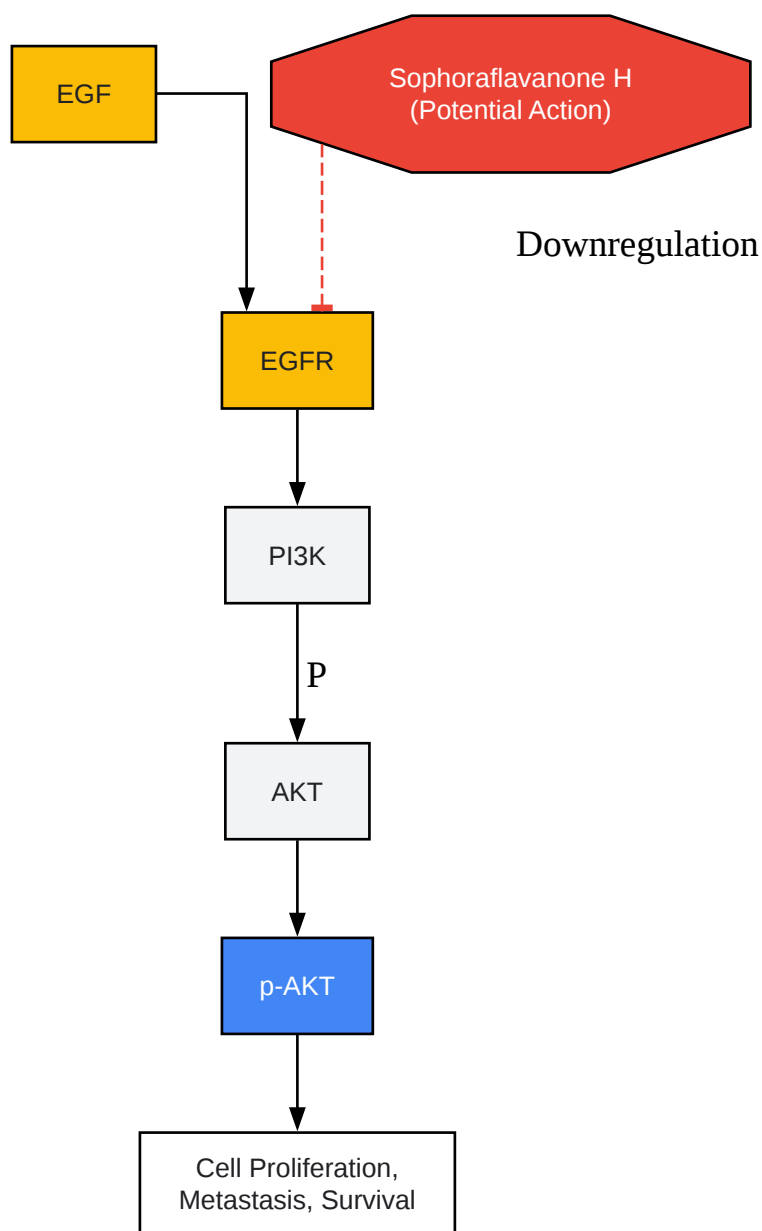 EGF
Sophoraflavanone H
(Potential Action)
Downregulation
EGFR
PI3K
P
AKT
p-AKT
Cell Proliferation,
Metastasis, Survival